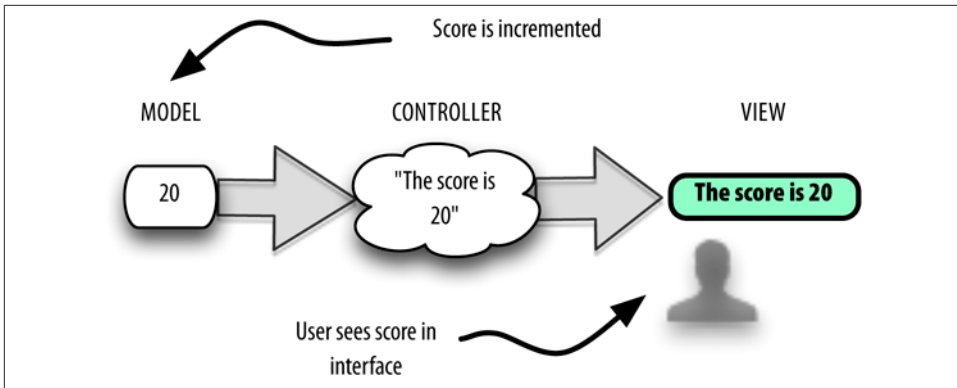 Score is incremented
MODEL
CONTROLLER
VIEW
20
"The score is
20"
The score is 20
User sees score in
interface